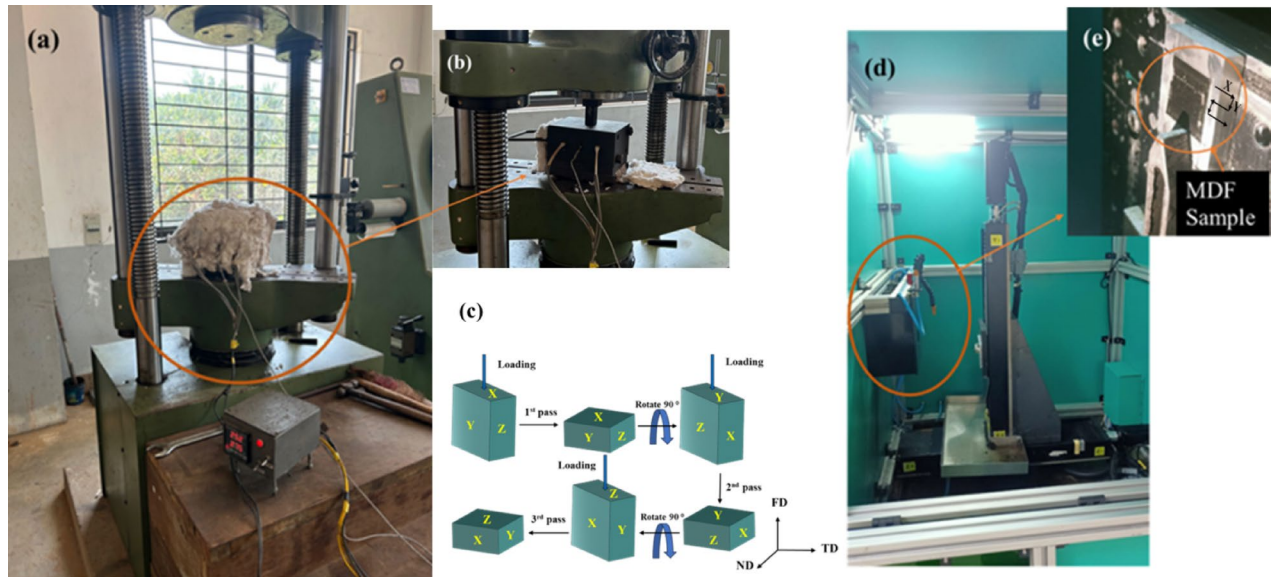 (a)
(b)
(c)
Loading
X
Y
Z
1st pass
X
Y
Z
Rotate 90°
Loading
Y
Z
X
2nd pass
Y
Z
X
Rotate 90°
Loading
Z
X
Y
3rd pass
Z
X
Y
FD
TD
ND
(d)
(e)
X
Y
MDF
Sample